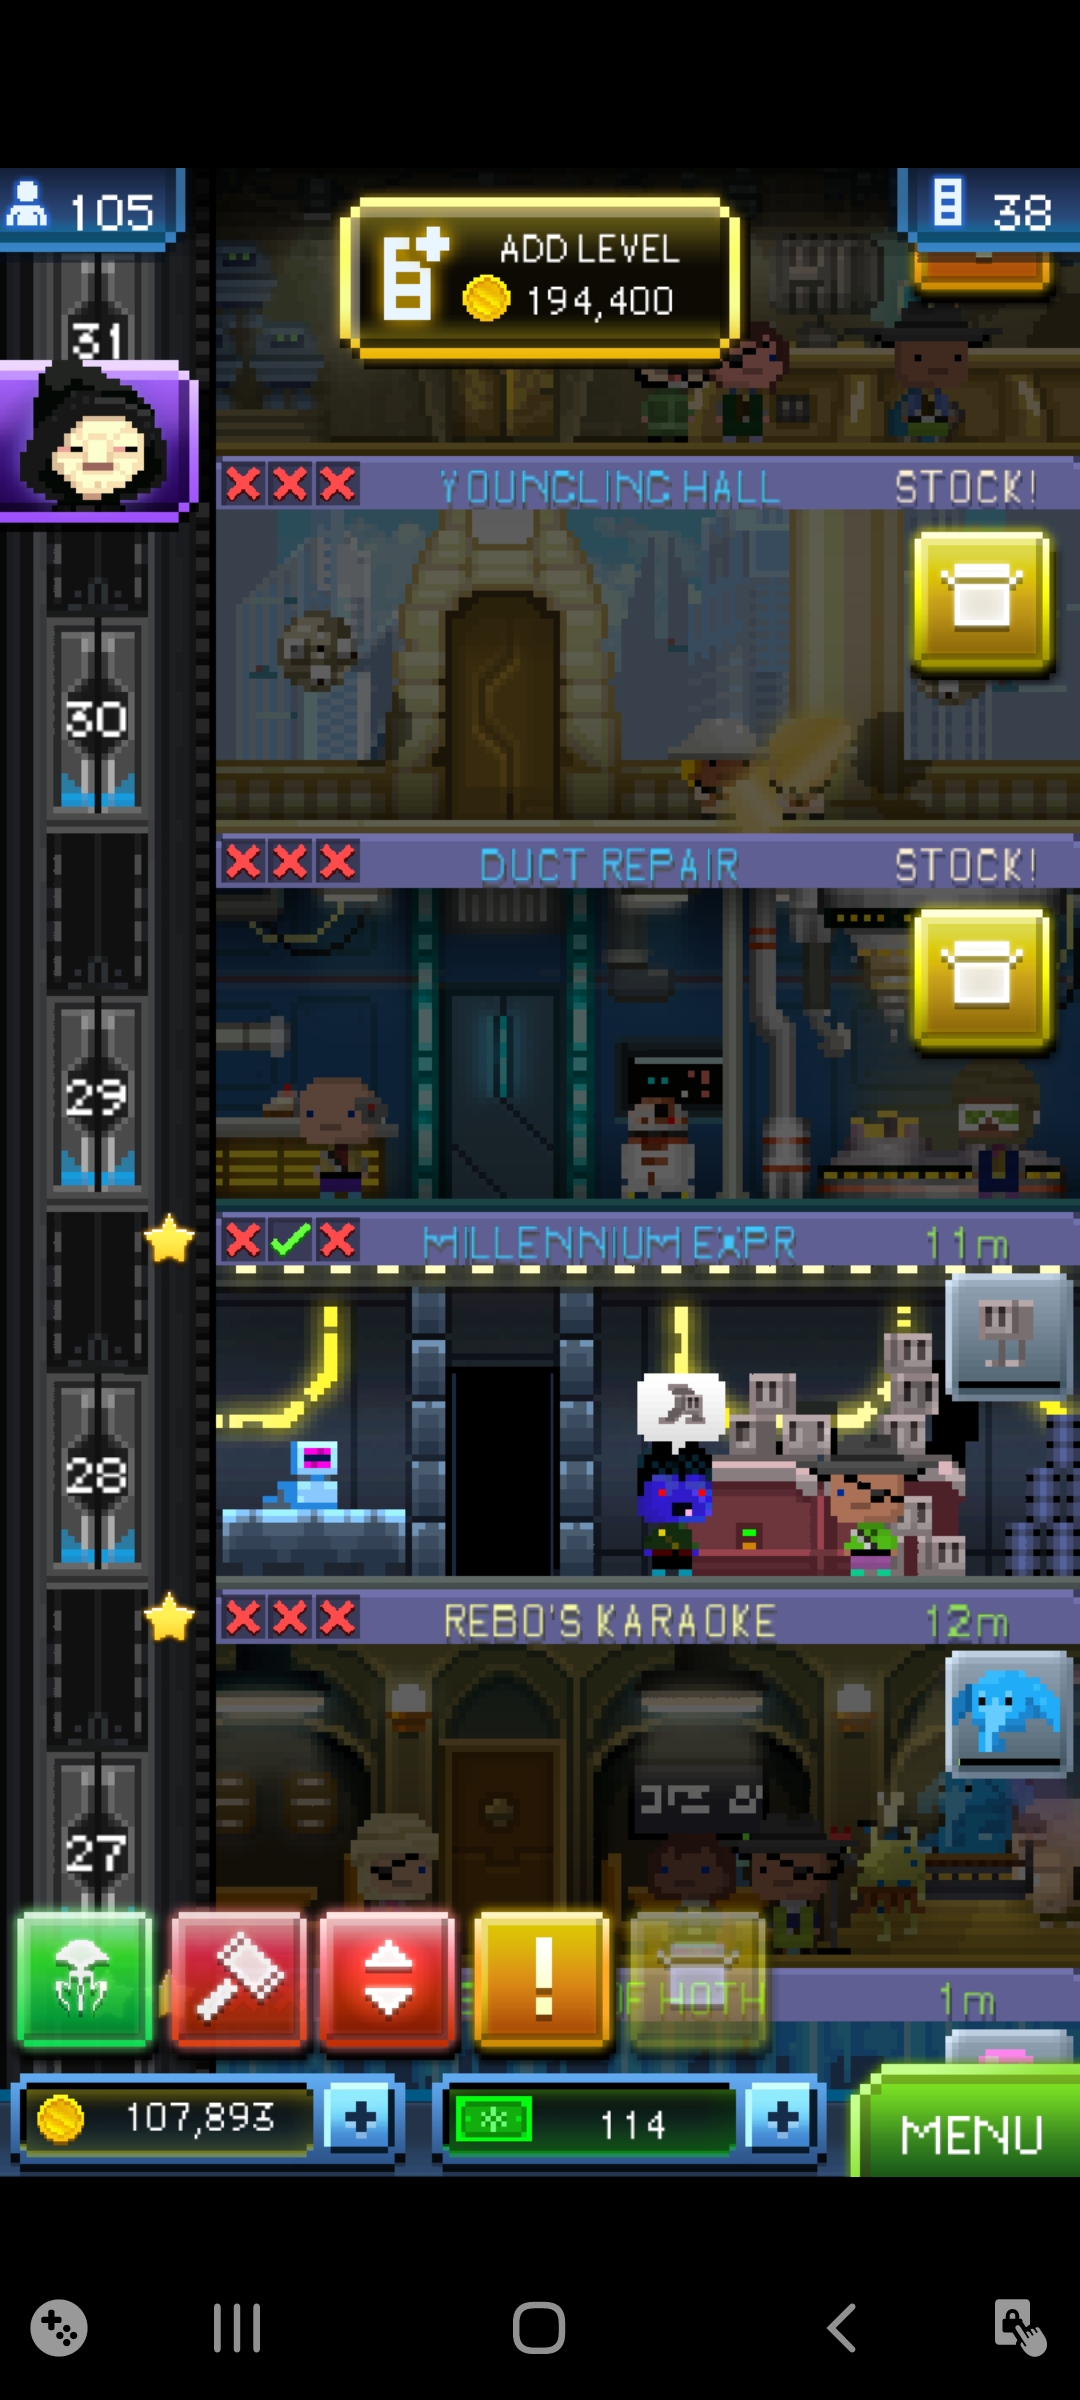 105
ADD LEVEL
194,400
38
31
YOUNGLING HALL
STOCK!
30
DUCT REPAIR
STOCK!
29
MILLENNIUM EXPR
11m
28
REBO'S KARAOKE
12m
27
OF HOTH
1m
107,893
114
MENU